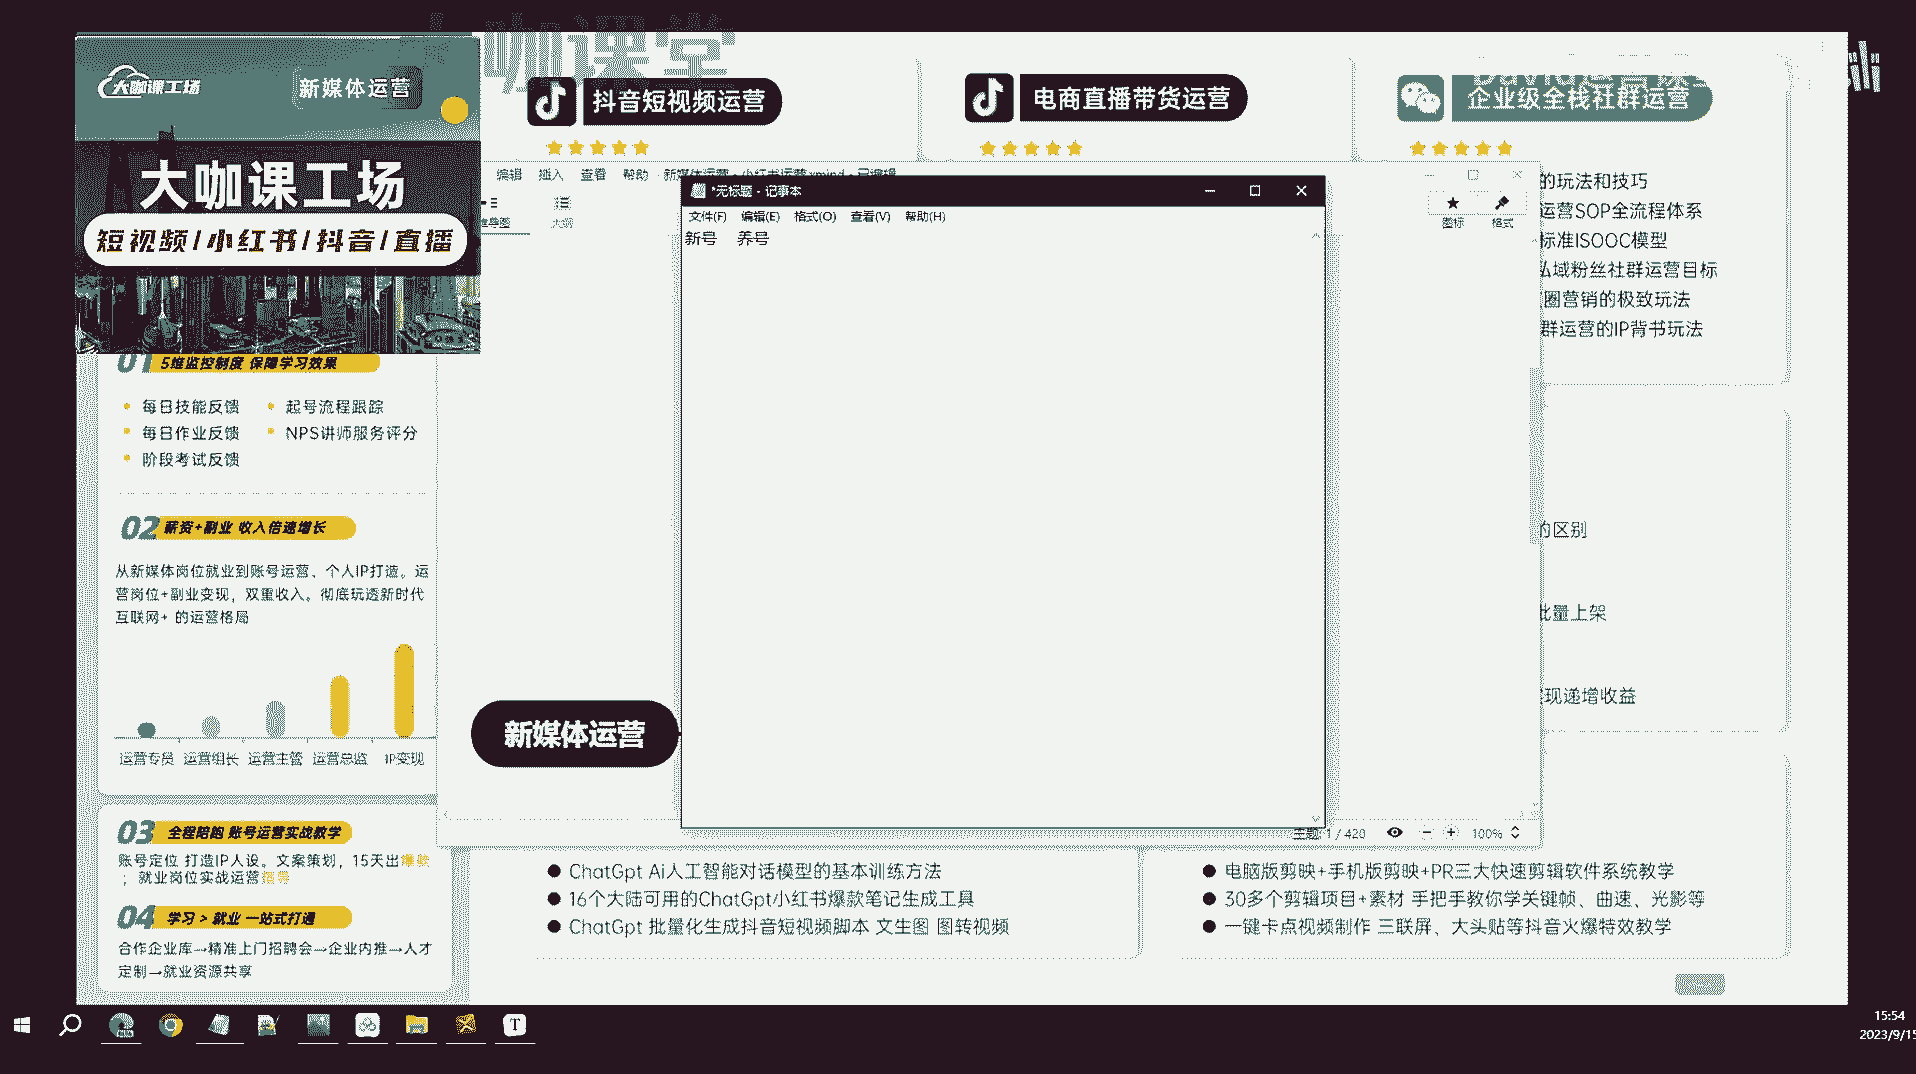 大咖课堂
大咖课工场
新媒体运营
大咖课工场
短视频/小红书/抖音/直播
抖音短视频运营
电商直播带货运营
企业级全栈社群运营
编辑 插入 查看 帮助
大纲
图标 格式
*无标题 - 记事本
文件(F) 编辑(E) 格式(O) 查看(V) 帮助(H)
新号 养号
的玩法和技巧
运营SOP全流程体系
标准ISOOC模型
私域粉丝社群运营目标
圈营销的极致玩法
群运营的IP背书玩法
的区别
批量上架
现递增收益
01 5维监控制度 保障学习效果
每日技能反馈 起号流程跟踪
每日作业反馈 NPS讲师服务评分
阶段考试反馈
02 薪资+副业 收入倍速增长
从新媒体岗位就业到账号运营、个人IP打造。运
营岗位+副业变现，双重收入。彻底玩透新时代
互联网+ 的运营格局
运营专员 运营组长 运营主管 运营总监 IP变现
新媒体运营
主题: 1 / 420 100%
03 全程陪跑 账号运营实战教学
账号定位 打造IP人设。文案策划，15天出爆款
；就业岗位实战运营
04 学习 > 就业 一站式打通
合作企业库→精准上门招聘会→企业内推→人才
定制→就业资源共享
ChatGpt Ai人工智能对话模型的基本训练方法
16个大陆可用的ChatGpt小红书爆款笔记生成工具
ChatGpt 批量化生成抖音短视频脚本 文生图 图转视频
电脑版剪映+手机版剪映+PR三大快速剪辑软件系统教学
30多个剪辑项目+素材 手把手教你学关键帧、曲速、光影等
一键卡点视频制作 三联屏、大头贴等抖音火爆特效教学
15:54
2023/9/15